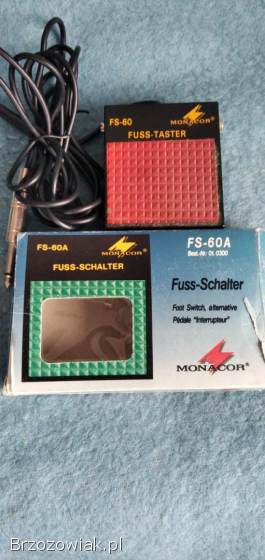 FS-60
MONACOR®
FUSS-TASTER
FS-60A
MONACOR®
FUSS-SCHALTER
FS-60A
Best.-Nr. 01.0300
Fuss-Schalter
Foot Switch, alternative
Pédale "Interrupteur"
MONACOR®
Brzozowiak.pl